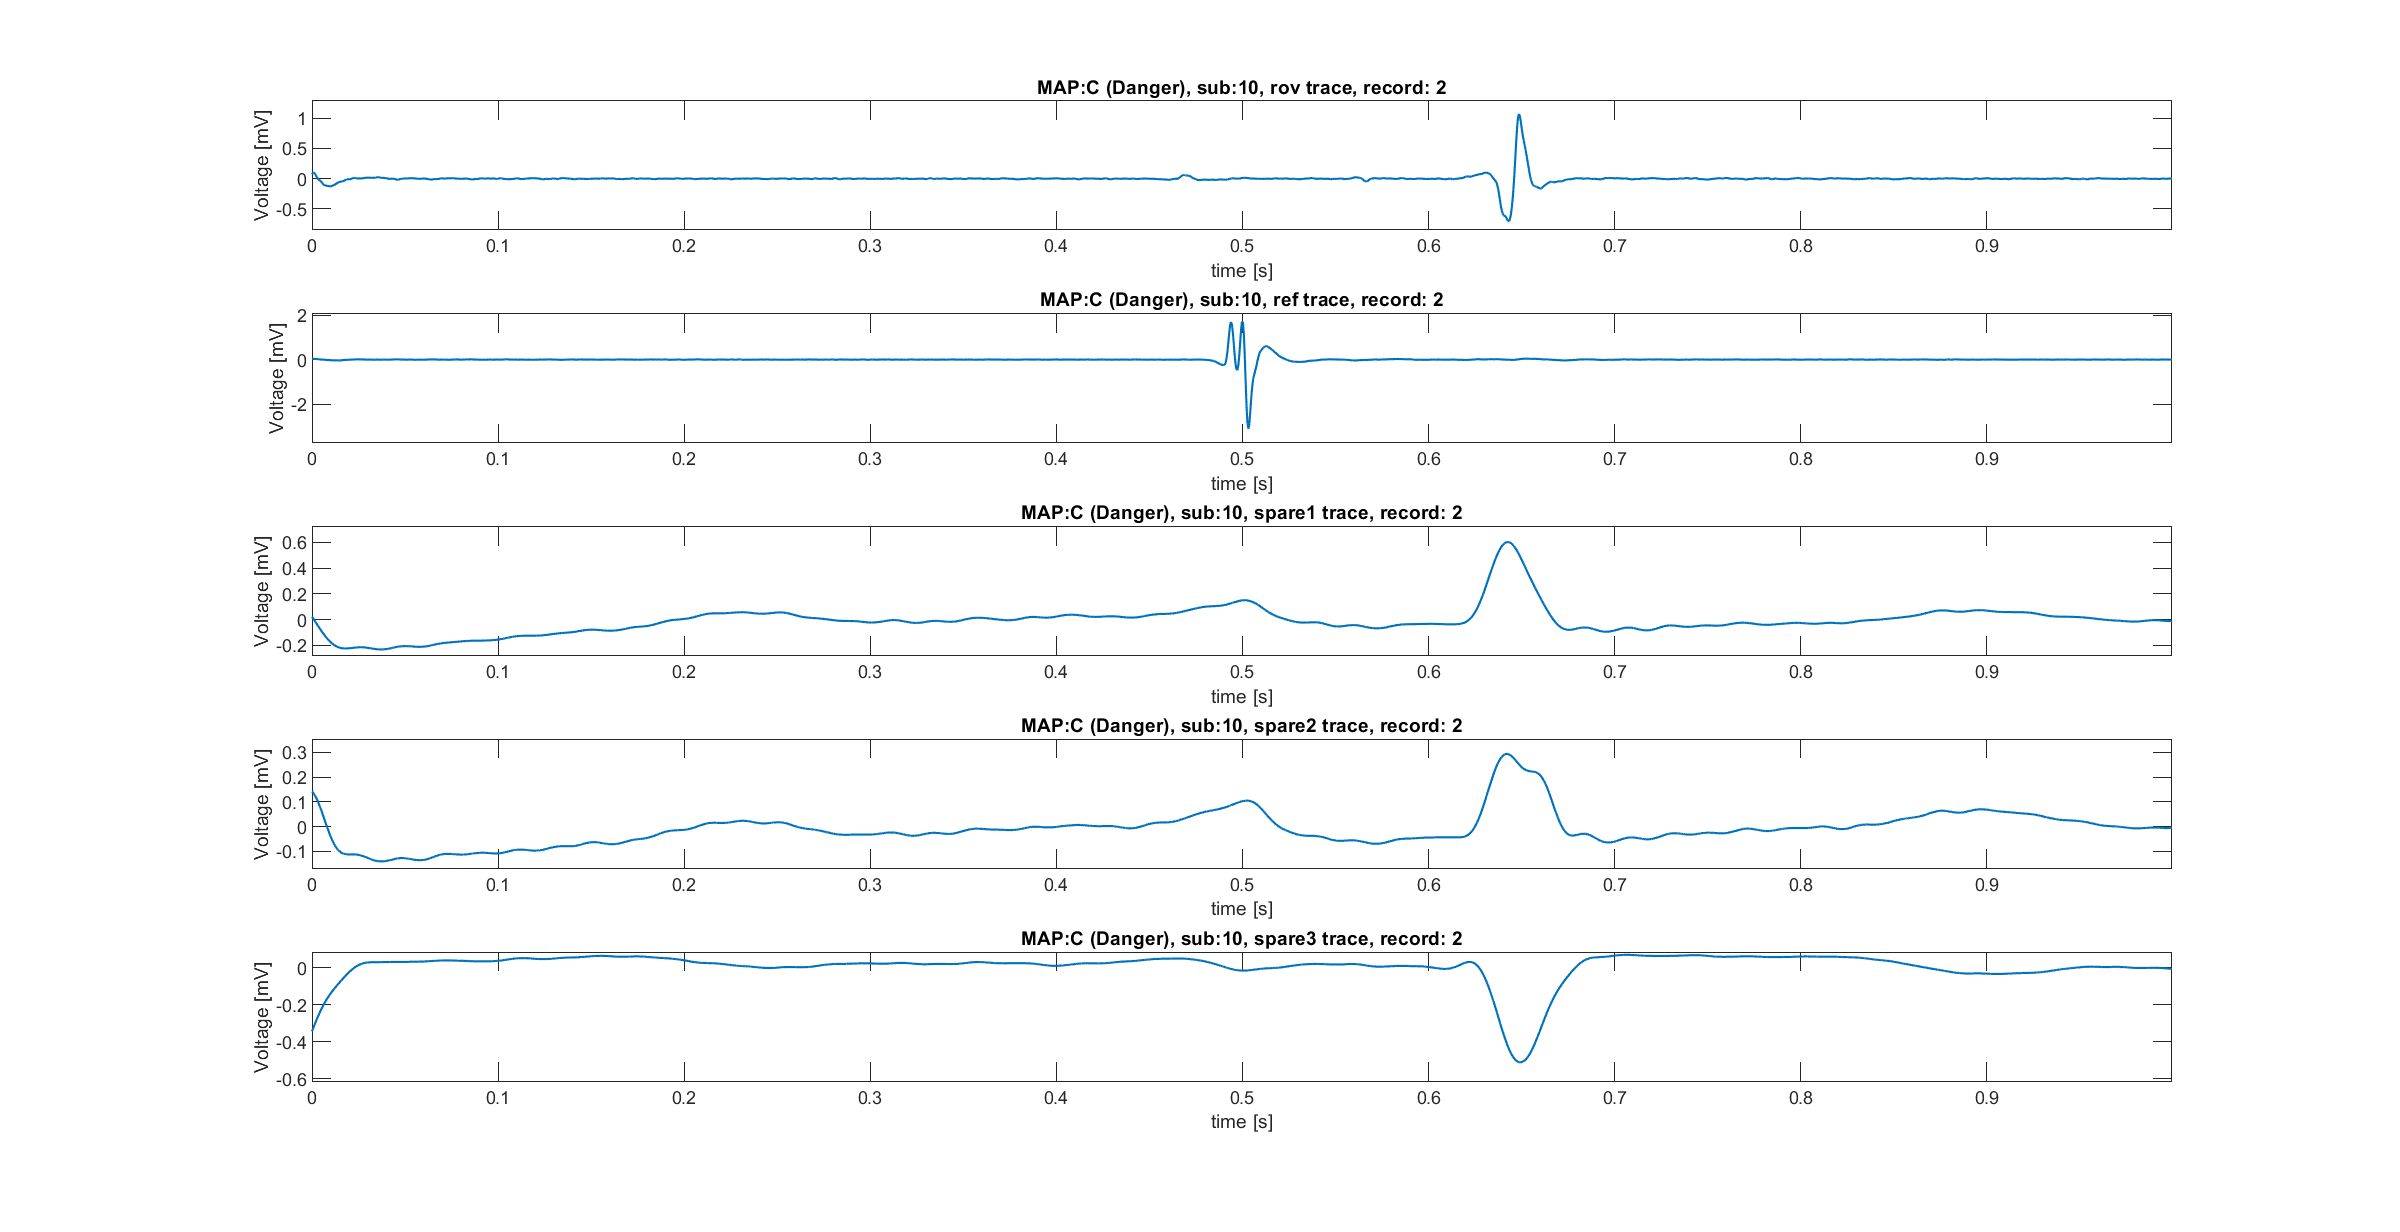 MAP:C (Danger), sub:10, rov trace, record: 2
Voltage [mV]
1
0.5
0
-0.5
0 0.1 0.2 0.3 0.4 0.5 0.6 0.7 0.8 0.9
time [s]
MAP:C (Danger), sub:10, ref trace, record: 2
Voltage [mV]
2
0
-2
0 0.1 0.2 0.3 0.4 0.5 0.6 0.7 0.8 0.9
time [s]
MAP:C (Danger), sub:10, spare1 trace, record: 2
Voltage [mV]
0.6
0.4
0.2
0
-0.2
0 0.1 0.2 0.3 0.4 0.5 0.6 0.7 0.8 0.9
time [s]
MAP:C (Danger), sub:10, spare2 trace, record: 2
Voltage [mV]
0.3
0.2
0.1
0
-0.1
0 0.1 0.2 0.3 0.4 0.5 0.6 0.7 0.8 0.9
time [s]
MAP:C (Danger), sub:10, spare3 trace, record: 2
Voltage [mV]
0
-0.2
-0.4
-0.6
0 0.1 0.2 0.3 0.4 0.5 0.6 0.7 0.8 0.9
time [s]